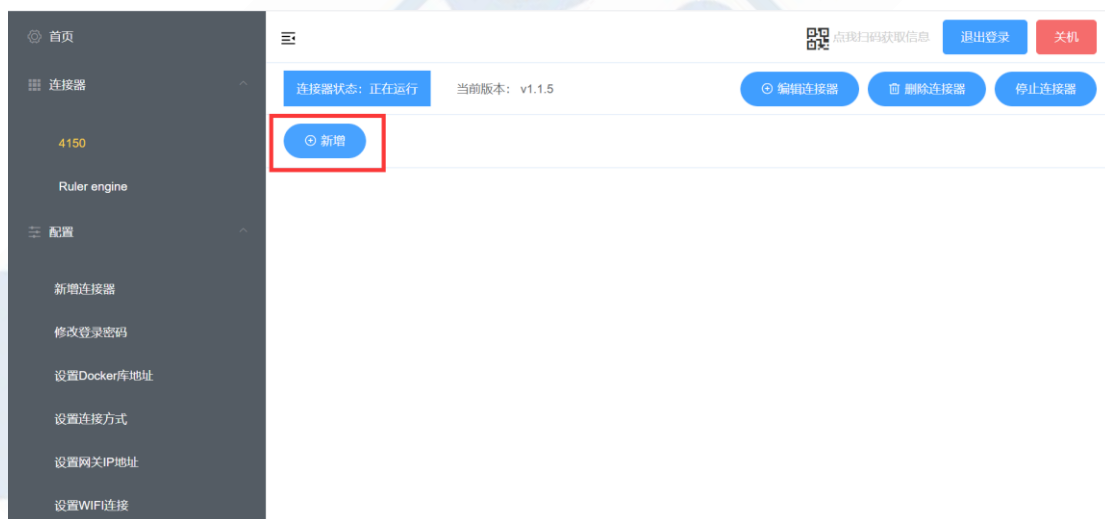 首页
点我扫码获取信息
退出登录
关机
连接器
连接器状态：正在运行
当前版本： v1.1.5
编辑连接器
删除连接器
停止连接器
4150
新增
Ruler engine
配置
新增连接器
修改登录密码
设置Docker库地址
设置连接方式
设置网关IP地址
设置WIFI连接